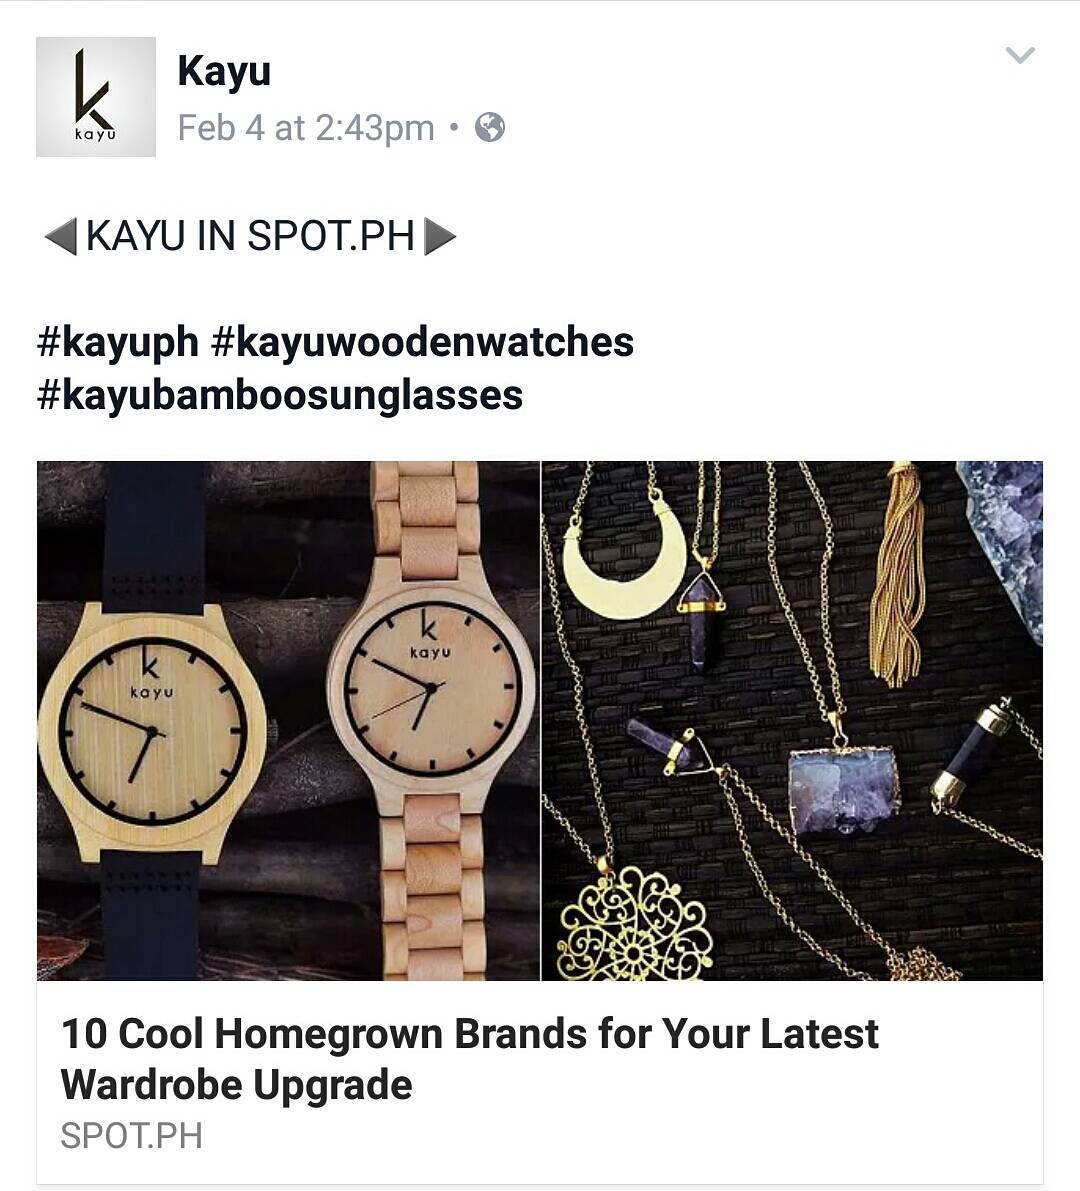 k
kayu
Kayu
Feb 4 at 2:43pm
KAYU IN SPOT.PH
#kayuph #kayuwoodenwatches
#kayubamboosunglasses
k
kayu
k
kayu
10 Cool Homegrown Brands for Your Latest
Wardrobe Upgrade
SPOT.PH